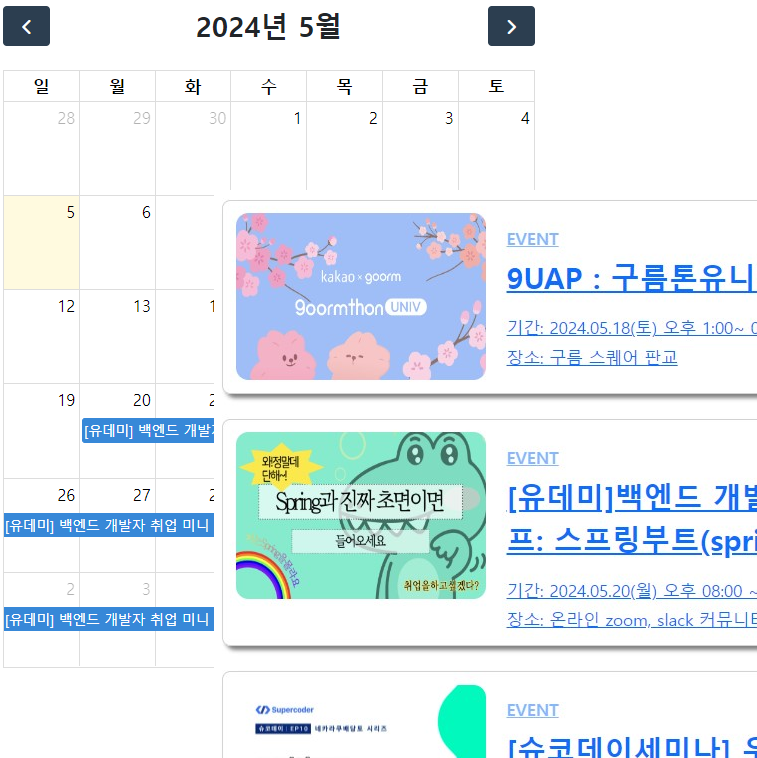 2024년 5월
일 월 화 수 목 금 토
28 29 30 1 2 3 4
5 6
12 13 1
19 20 2
[유데미] 백엔드 개발
26 27 2
[유데미] 백엔드 개발자 취업 미니
2 3
[유데미] 백엔드 개발자 취업 미니
kakao × goorm
9oormthon UNIV
EVENT
9UAP : 구름톤유니
기간: 2024.05.18(토) 오후 1:00~ 0
장소: 구름 스퀘어 판교
와정말데
단해~!
Spring과 진짜 초면이면
들어오세요
취업을하고싶겠다?
EVENT
[유데미]백엔드 개발
프: 스프링부트(spri
기간: 2024.05.20(월) 오후 08:00 ~
장소: 온라인 zoom, slack 커뮤니티
Supercoder
슈코데이 : EP10 네카라쿠배당토 시리즈
EVENT
[슈코데이세미나]